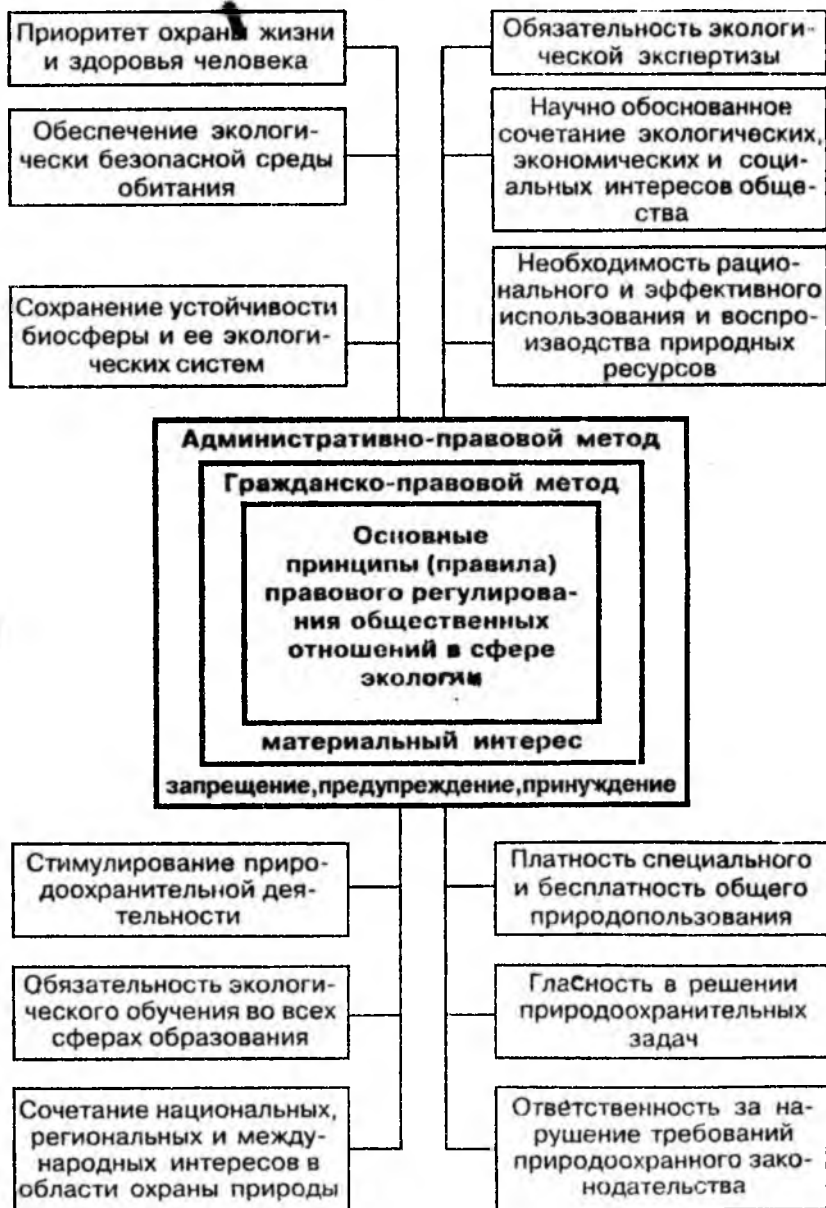 Приоритет охраны жизни
и здоровья человека
Обеспечение экологи-
чески безопасной среды
обитания
Сохранение устойчивости
биосферы и ее экологи-
ческих систем
Обязательность экологи-
ческой экспертизы
Научно обоснованное
сочетание экологических,
экономических и соци-
альных интересов обще-
ства
Необходимость рацио-
нального и эффективного
использования и воспро-
изводства природных
ресурсов
Административно-правовой метод
Гражданско-правовой метод
Основные
принципы (правила)
правового регулирова-
ния общественных
отношений в сфере
экологии
материальный интерес
запрещение,предупреждение,принуждение
Стимулирование приро-
доохранительной дея-
тельности
Обязательность экологи-
ческого обучения во всех
сферах образования
Сочетание национальных,
региональных и между-
народных интересов в
области охраны природы
Платность специального
и бесплатность общего
природопользования
Гласность в решении
природоохранительных
задач
Ответственность за на-
рушение требований
природоохранного зако-
нодательства